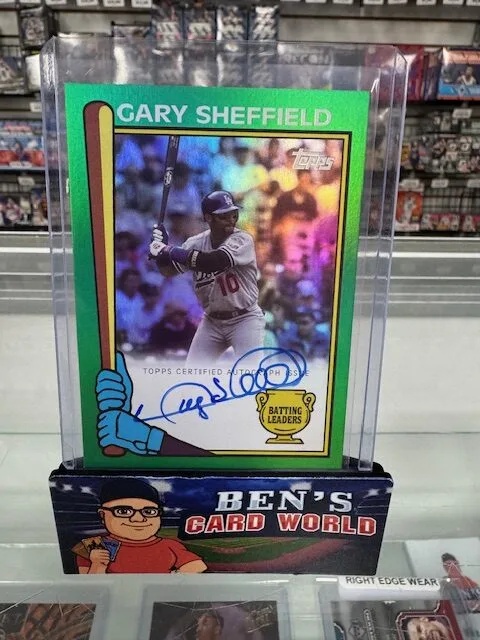 GARY SHEFFIELD
Topps
10
TOPPS CERTIFIED AUTOGRAPH ISSUE
BATTING
LEADERS
BEN'S
CARD WORLD
RIGHT EDGE WEAR